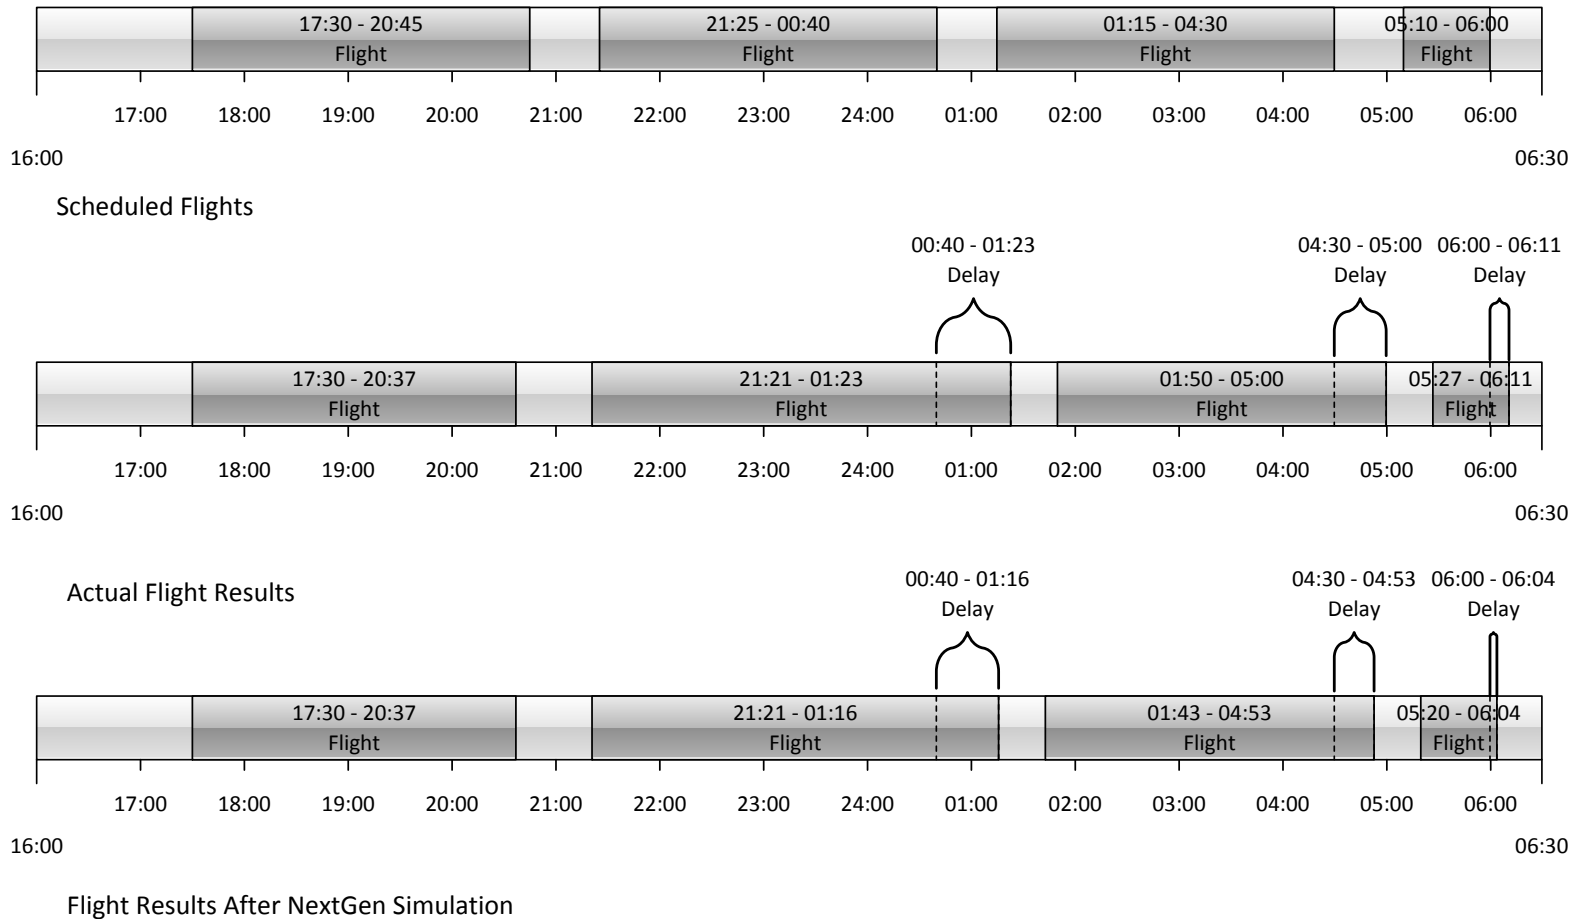 17:30 - 20:45
Flight
21:25 - 00:40
Flight
01:15 - 04:30
Flight
05:10 - 06:00
Flight
17:00 18:00 19:00 20:00 21:00 22:00 23:00 24:00 01:00 02:00 03:00 04:00 05:00 06:00
16:00 06:30
Scheduled Flights
00:40 - 01:23
Delay
04:30 - 05:00
Delay
06:00 - 06:11
Delay
17:30 - 20:37
Flight
21:21 - 01:23
Flight
01:50 - 05:00
Flight
05:27 - 06:11
Flight
17:00 18:00 19:00 20:00 21:00 22:00 23:00 24:00 01:00 02:00 03:00 04:00 05:00 06:00
16:00 06:30
Actual Flight Results
00:40 - 01:16
Delay
04:30 - 04:53
Delay
06:00 - 06:04
Delay
17:30 - 20:37
Flight
21:21 - 01:16
Flight
01:43 - 04:53
Flight
05:20 - 06:04
Flight
17:00 18:00 19:00 20:00 21:00 22:00 23:00 24:00 01:00 02:00 03:00 04:00 05:00 06:00
16:00 06:30
Flight Results After NextGen Simulation